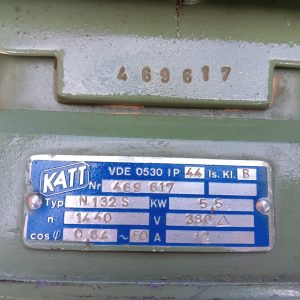 469617
KATT VDE 0530 IP 44 Is. Kl. B
Nr 469 617
Typ N 132 S KW 5,5
n 1440 V 380 △
cos φ 0,84 ~ 60 A 12